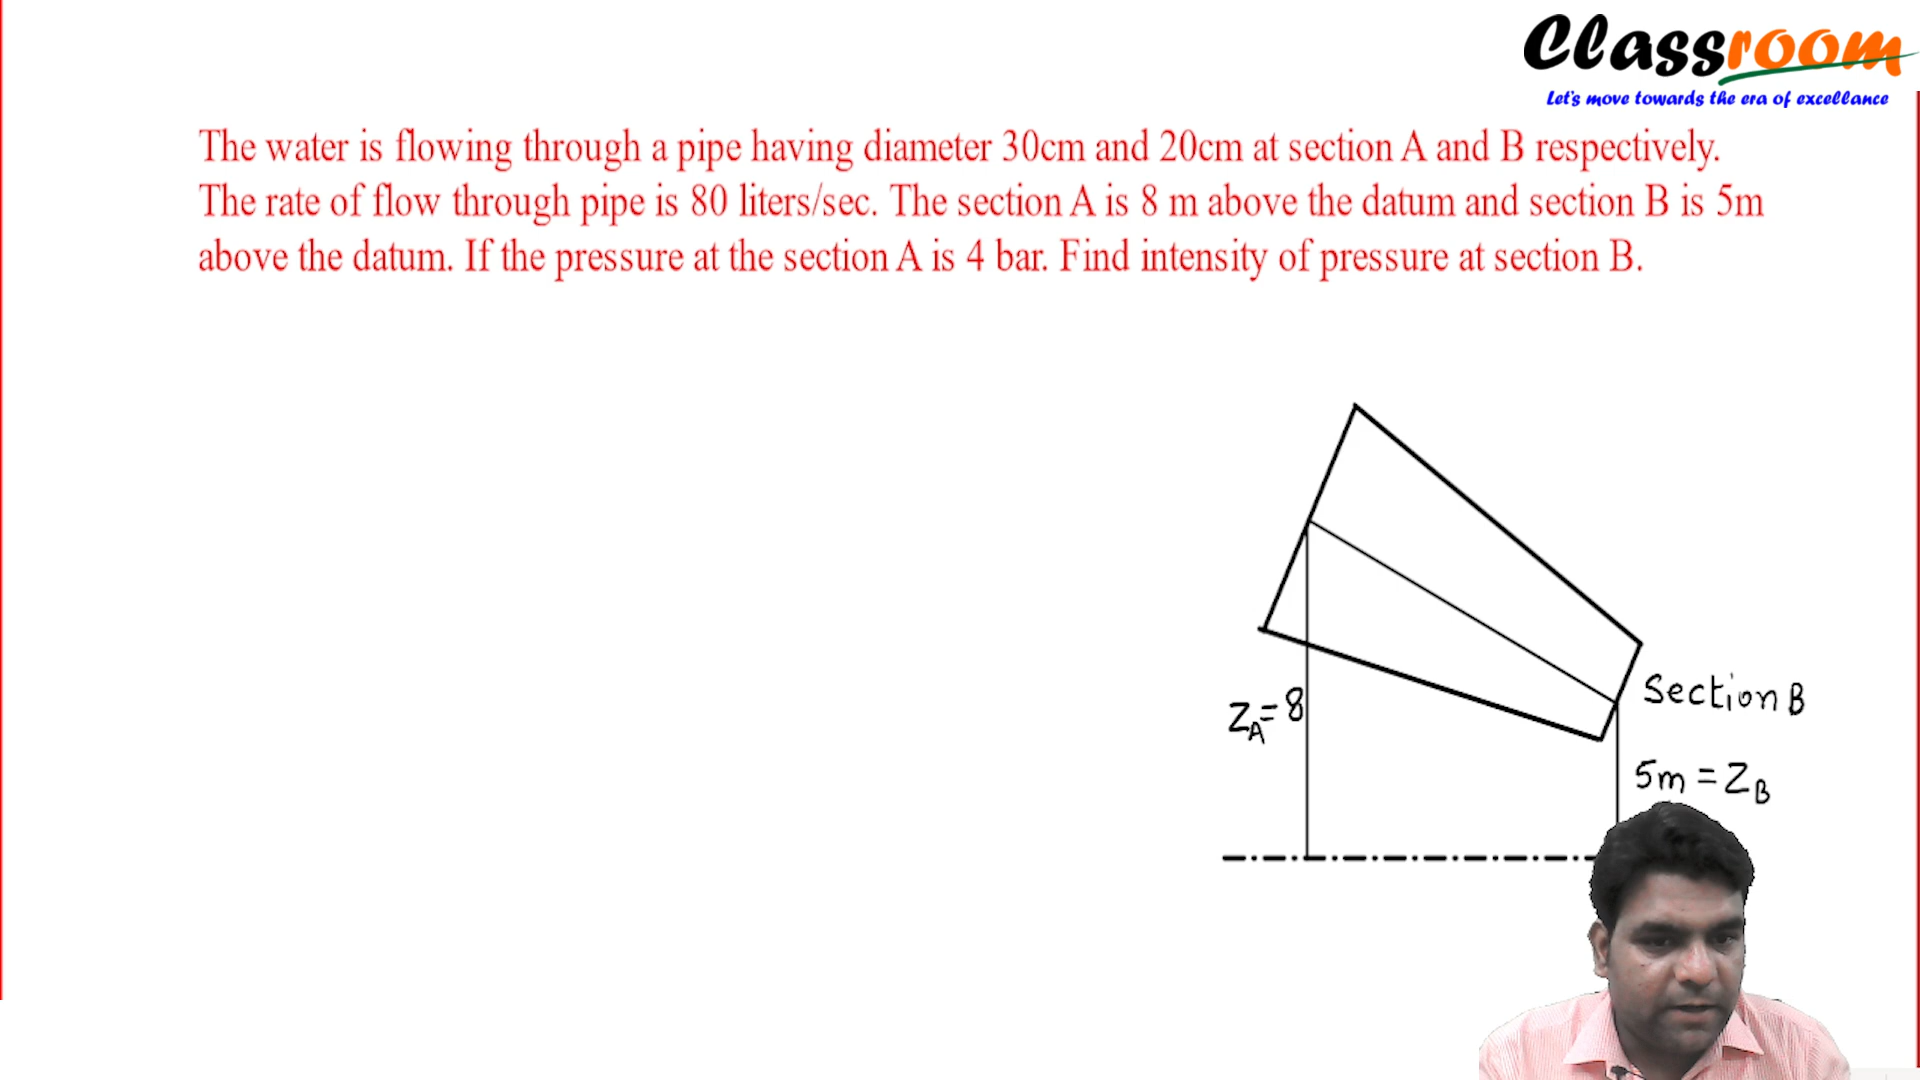 Classroom
Let's move towards the era of excellance
The water is flowing through a pipe having diameter 30cm and 20cm at section A and B respectively.
The rate of flow through pipe is 80 liters/sec. The section A is 8 m above the datum and section B is 5m
above the datum. If the pressure at the section A is 4 bar. Find intensity of pressure at section B.
Section B
Z_A = 8
5m = Z_B